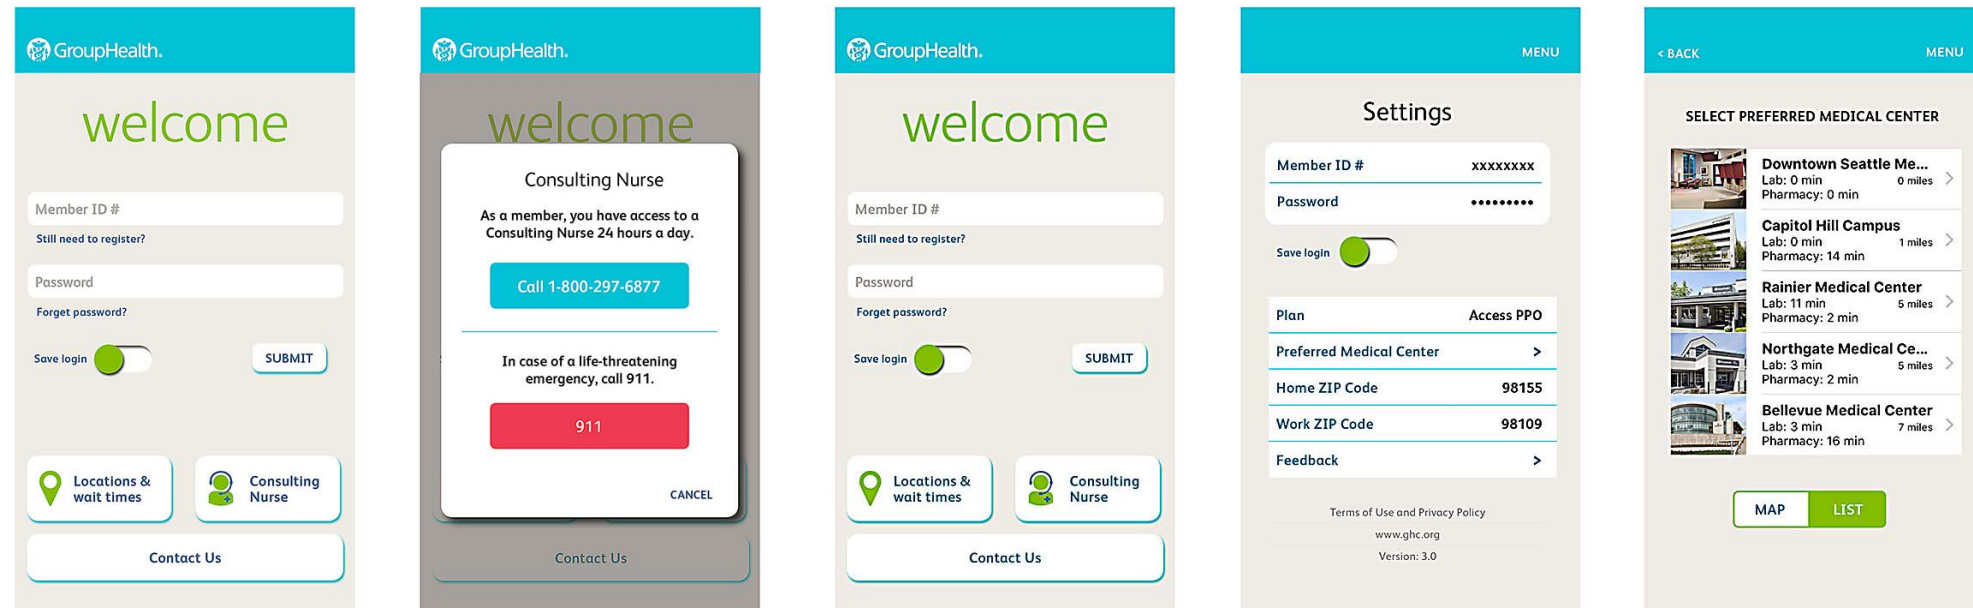 GroupHealth.
welcome
Member ID #
Still need to register?
Password
Forget password?
Save login
SUBMIT
Locations &
wait times
Consulting
Nurse
Contact Us
GroupHealth.
welcome
Consulting Nurse
As a member, you have access to a
Consulting Nurse 24 hours a day.
Call 1-800-297-6877
In case of a life-threatening
emergency, call 911.
911
CANCEL
Contact Us
GroupHealth.
welcome
Member ID #
Still need to register?
Password
Forget password?
Save login
SUBMIT
Locations &
wait times
Consulting
Nurse
Contact Us
MENU
Settings
Member ID # xxxxxxxx
Password •••••••••
Save login
Plan Access PPO
Preferred Medical Center >
Home ZIP Code 98155
Work ZIP Code 98109
Feedback >
Terms of Use and Privacy Policy
www.ghc.org
Version: 3.0
< BACK MENU
SELECT PREFERRED MEDICAL CENTER
Downtown Seattle Me...
Lab: 0 min 0 miles >
Pharmacy: 0 min
Capitol Hill Campus
Lab: 0 min 1 miles >
Pharmacy: 14 min
Rainier Medical Center
Lab: 11 min 5 miles >
Pharmacy: 2 min
Northgate Medical Ce...
Lab: 3 min 5 miles >
Pharmacy: 2 min
Bellevue Medical Center
Lab: 3 min 7 miles >
Pharmacy: 16 min
MAP LIST